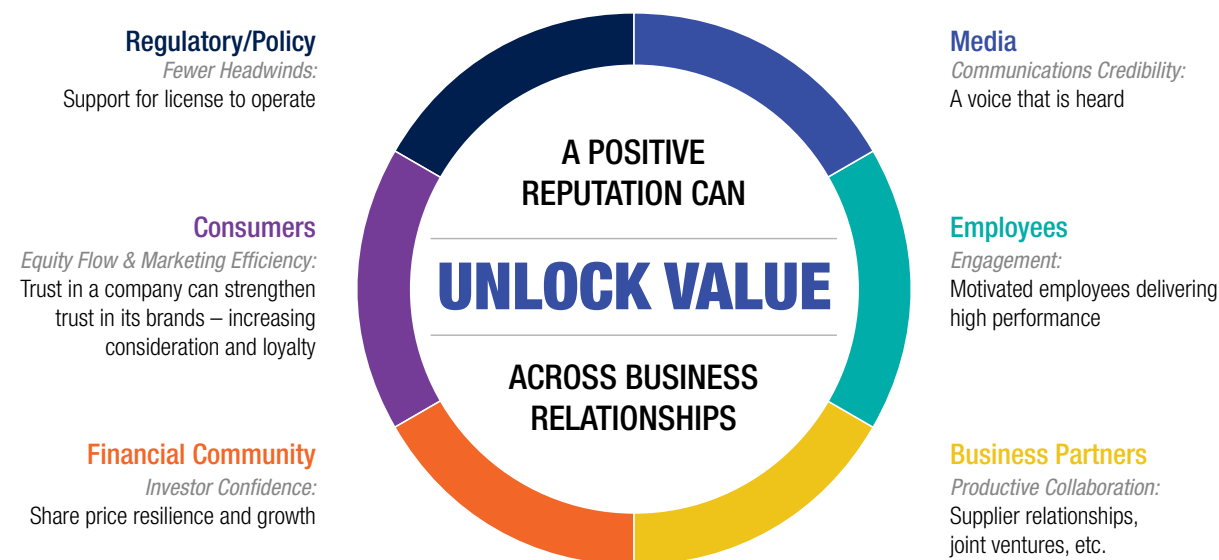 Regulatory/Policy
Fewer Headwinds:
Support for license to operate
Consumers
Equity Flow & Marketing Efficiency:
Trust in a company can strengthen
trust in its brands – increasing
consideration and loyalty
Financial Community
Investor Confidence:
Share price resilience and growth
A POSITIVE
REPUTATION CAN
UNLOCK VALUE
ACROSS BUSINESS
RELATIONSHIPS
Media
Communications Credibility:
A voice that is heard
Employees
Engagement:
Motivated employees delivering
high performance
Business Partners
Productive Collaboration:
Supplier relationships,
joint ventures, etc.